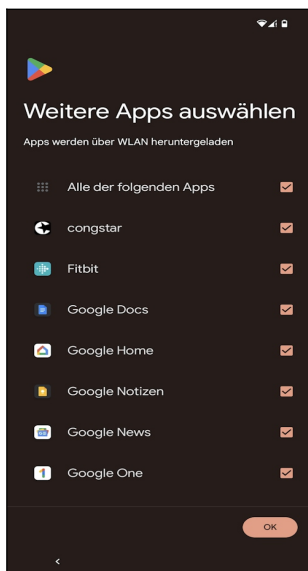 Weitere Apps auswählen
Apps werden über WLAN heruntergeladen
Alle der folgenden Apps
congstar
Fitbit
Google Docs
Google Home
Google Notizen
Google News
1 Google One
OK